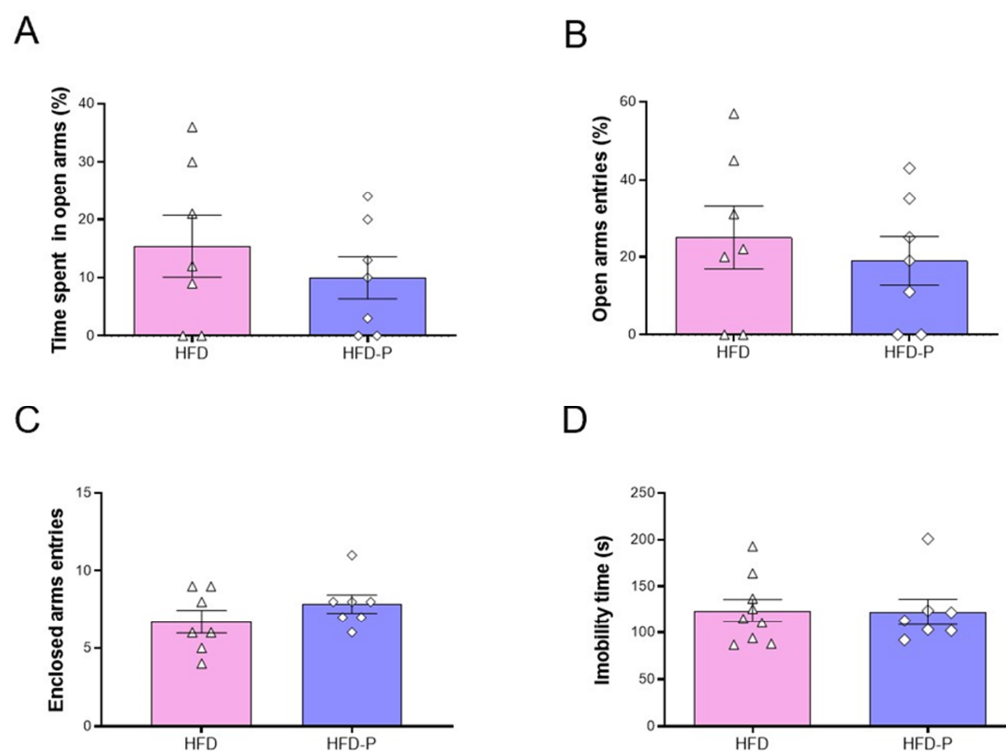 A
Time spent in open arms (%)
40
30
20
10
0
HFD
HFD-P
B
Open arms entries (%)
60
40
20
0
HFD
HFD-P
C
Enclosed arms entries
15
10
5
0
HFD
HFD-P
D
Imobility time (s)
250
200
150
100
50
0
HFD
HFD-P